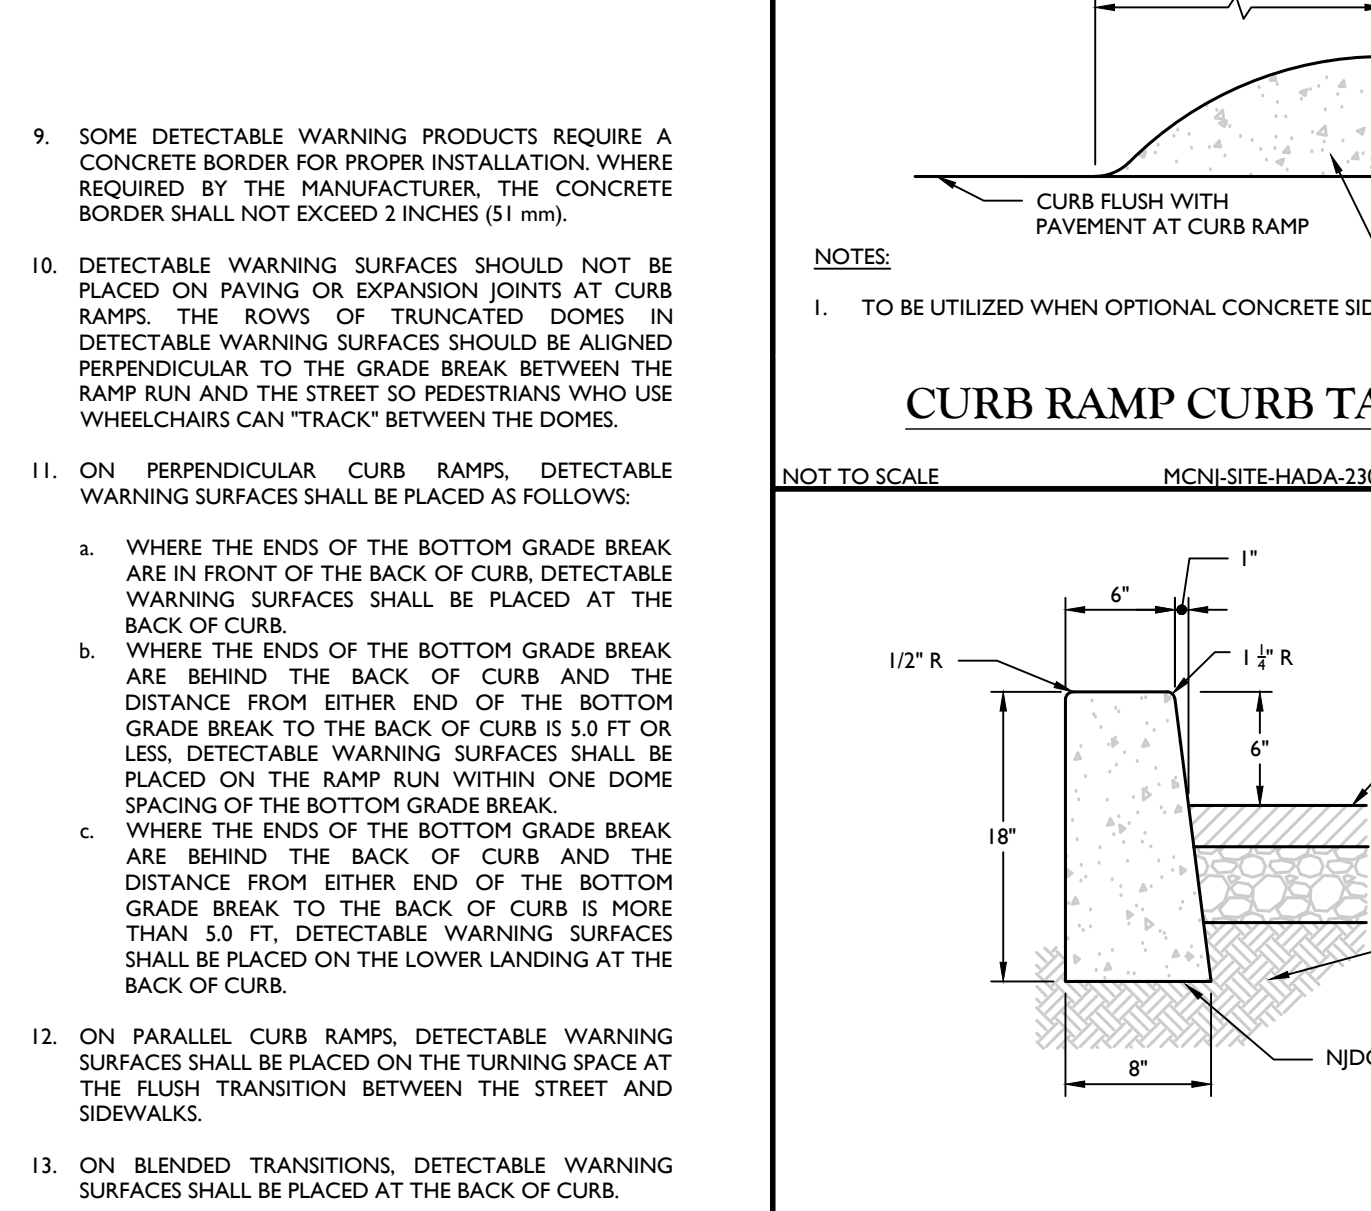 9. SOME DETECTABLE WARNING PRODUCTS REQUIRE A
CONCRETE BORDER FOR PROPER INSTALLATION. WHERE
REQUIRED BY THE MANUFACTURER, THE CONCRETE
BORDER SHALL NOT EXCEED 2 INCHES (51 mm).
10. DETECTABLE WARNING SURFACES SHOULD NOT BE
PLACED ON PAVING OR EXPANSION JOINTS AT CURB
RAMPS. THE ROWS OF TRUNCATED DOMES IN
DETECTABLE WARNING SURFACES SHOULD BE ALIGNED
PERPENDICULAR TO THE GRADE BREAK BETWEEN THE
RAMP RUN AND THE STREET SO PEDESTRIANS WHO USE
WHEELCHAIRS CAN "TRACK" BETWEEN THE DOMES.
11. ON PERPENDICULAR CURB RAMPS, DETECTABLE
WARNING SURFACES SHALL BE PLACED AS FOLLOWS:
a. WHERE THE ENDS OF THE BOTTOM GRADE BREAK
ARE IN FRONT OF THE BACK OF CURB, DETECTABLE
WARNING SURFACES SHALL BE PLACED AT THE
BACK OF CURB.
b. WHERE THE ENDS OF THE BOTTOM GRADE BREAK
ARE BEHIND THE BACK OF CURB AND THE
DISTANCE FROM EITHER END OF THE BOTTOM
GRADE BREAK TO THE BACK OF CURB IS 5.0 FT OR
LESS, DETECTABLE WARNING SURFACES SHALL BE
PLACED ON THE RAMP RUN WITHIN ONE DOME
SPACING OF THE BOTTOM GRADE BREAK.
c. WHERE THE ENDS OF THE BOTTOM GRADE BREAK
ARE BEHIND THE BACK OF CURB AND THE
DISTANCE FROM EITHER END OF THE BOTTOM
GRADE BREAK TO THE BACK OF CURB IS MORE
THAN 5.0 FT, DETECTABLE WARNING SURFACES
SHALL BE PLACED ON THE LOWER LANDING AT THE
BACK OF CURB.
12. ON PARALLEL CURB RAMPS, DETECTABLE WARNING
SURFACES SHALL BE PLACED ON THE TURNING SPACE AT
THE FLUSH TRANSITION BETWEEN THE STREET AND
SIDEWALKS.
13. ON BLENDED TRANSITIONS, DETECTABLE WARNING
SURFACES SHALL BE PLACED AT THE BACK OF CURB.
CURB FLUSH WITH
PAVEMENT AT CURB RAMP
NOTES:
1. TO BE UTILIZED WHEN OPTIONAL CONCRETE SID
CURB RAMP CURB TA
NOT TO SCALE
MCNJ-SITE-HADA-230
1"
6"
1/2" R
1 1/4" R
6"
18"
8"
NJDO